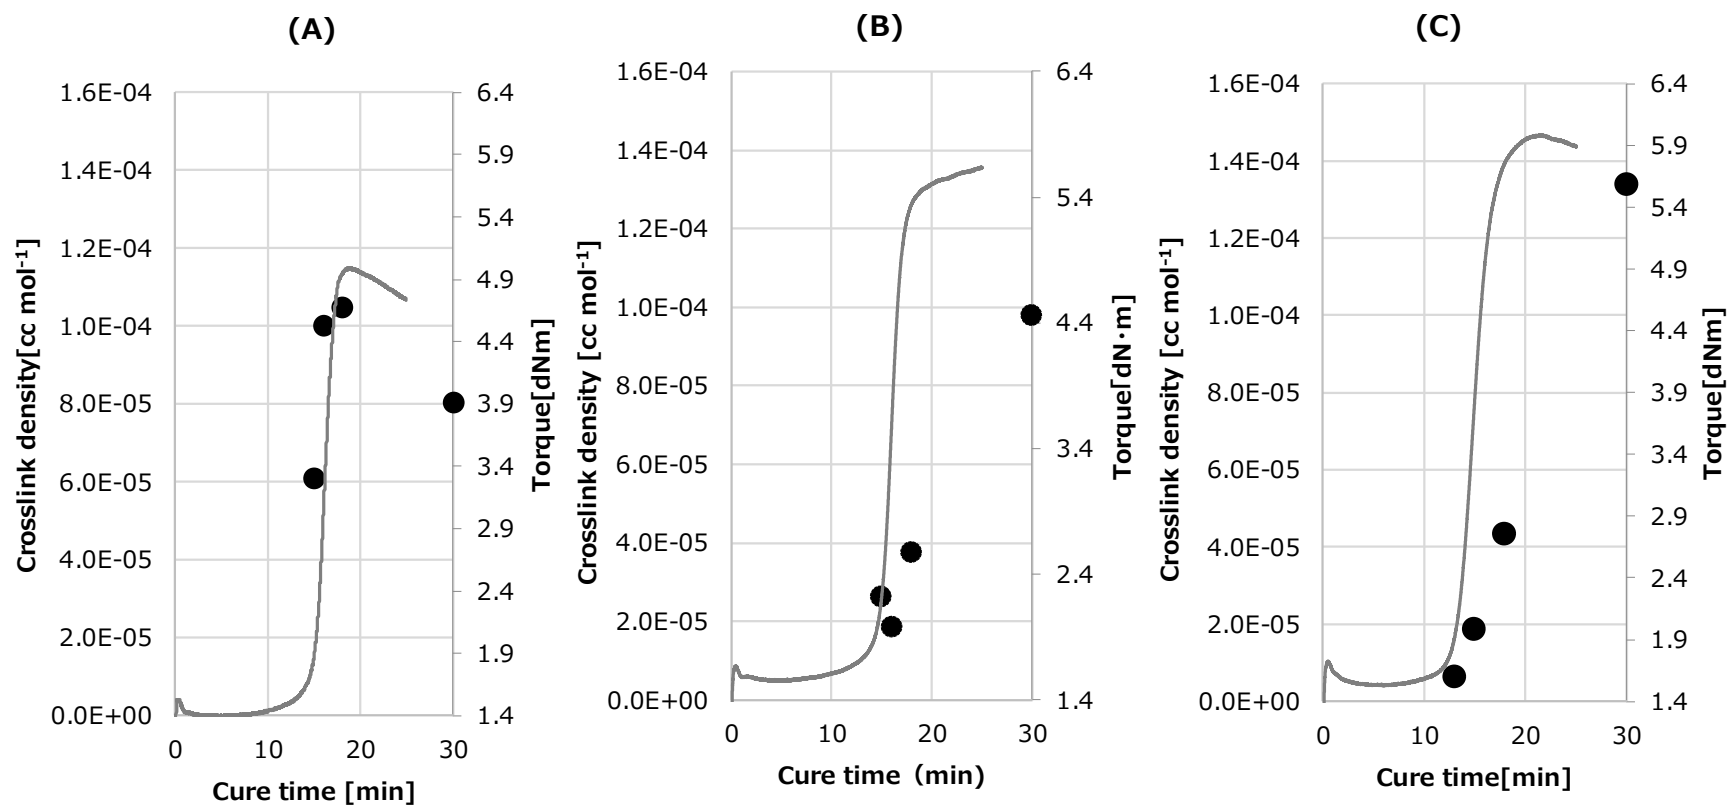 (A)
1.6E-04
1.4E-04
1.2E-04
1.0E-04
8.0E-05
6.0E-05
4.0E-05
2.0E-05
0.0E+00
Crosslink density[cc mol-1]
6.4
5.9
5.4
4.9
4.4
3.9
3.4
2.9
2.4
1.9
1.4
Torque[dNm]
0 10 20 30
Cure time [min]
(B)
1.6E-04
1.4E-04
1.2E-04
1.0E-04
8.0E-05
6.0E-05
4.0E-05
2.0E-05
0.0E+00
Crosslink density [cc mol-1]
6.4
5.4
4.4
3.4
2.4
1.4
Torque[dN・m]
0 10 20 30
Cure time（min)
(C)
1.6E-04
1.4E-04
1.2E-04
1.0E-04
8.0E-05
6.0E-05
4.0E-05
2.0E-05
0.0E+00
Crosslink density [cc mol-1]
6.4
5.9
5.4
4.9
4.4
3.9
3.4
2.9
2.4
1.9
1.4
Torque[dNm]
0 10 20 30
Cure time[min]